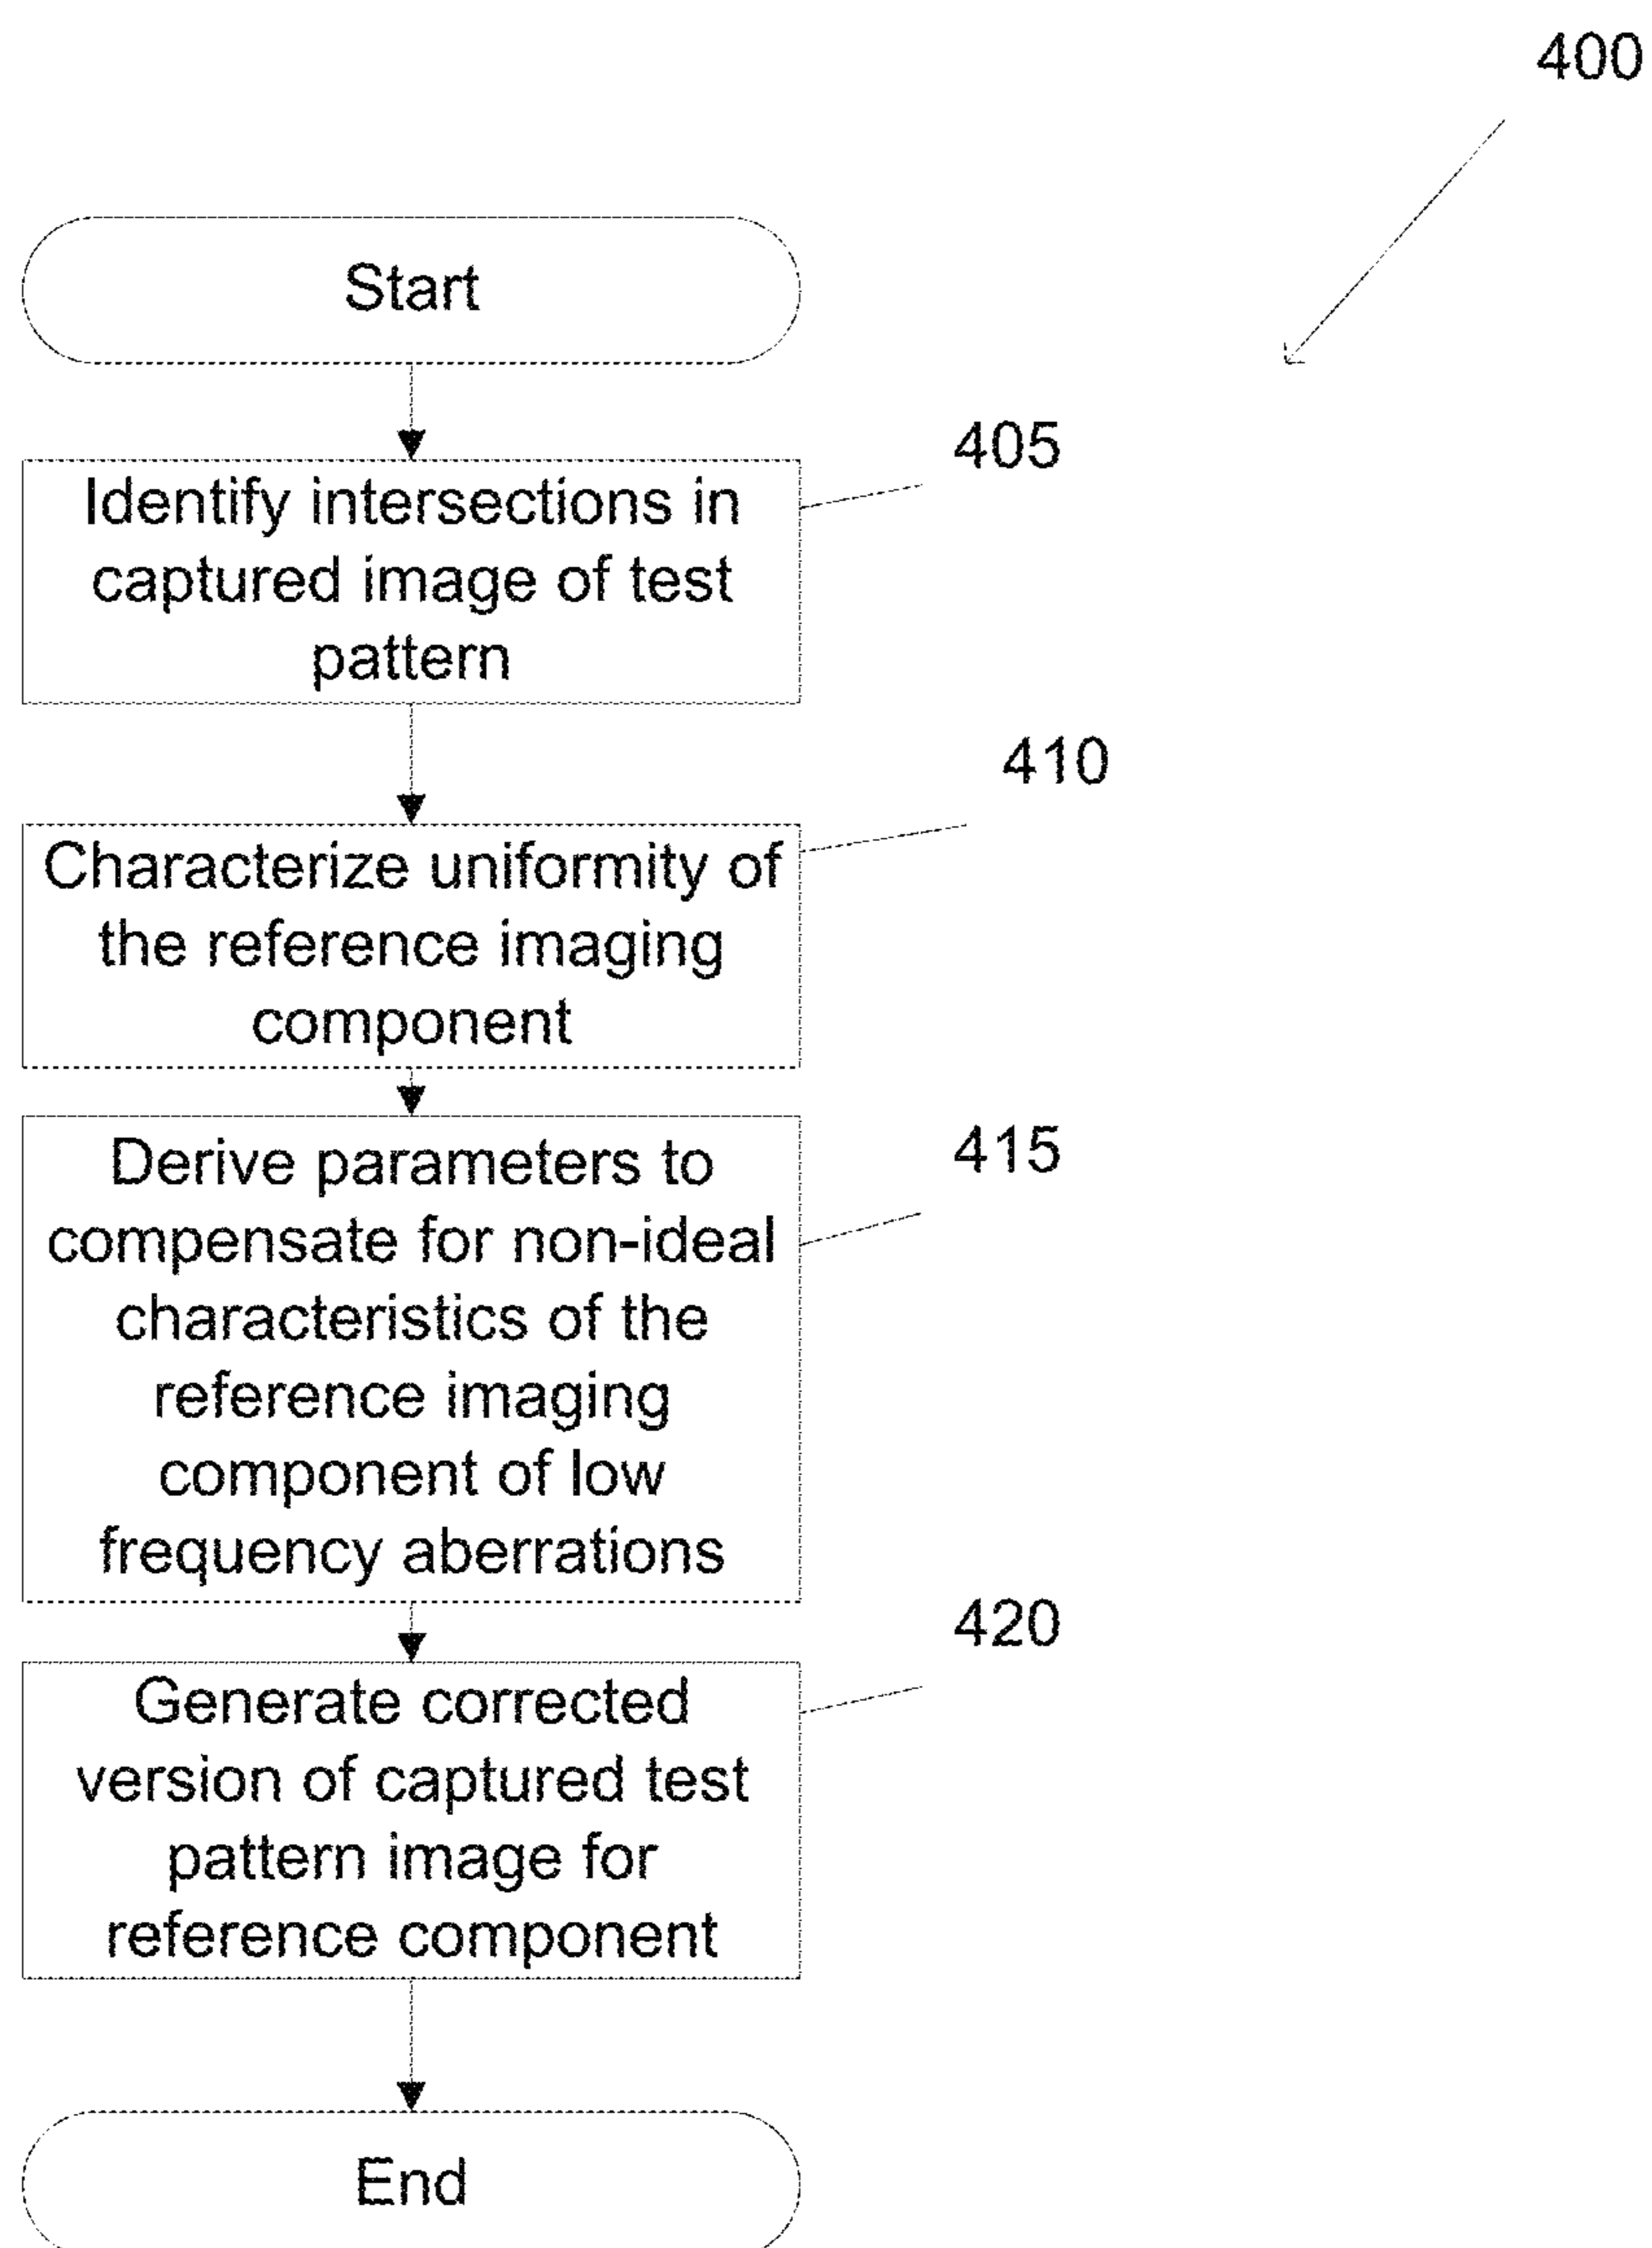 400
Start
405
Identify intersections in
captured image of test
pattern
410
Characterize uniformity of
the reference imaging
component
415
Derive parameters to
compensate for non-ideal
characteristics of the
reference imaging
component of low
frequency aberrations
420
Generate corrected
version of captured test
pattern image for
reference component
End